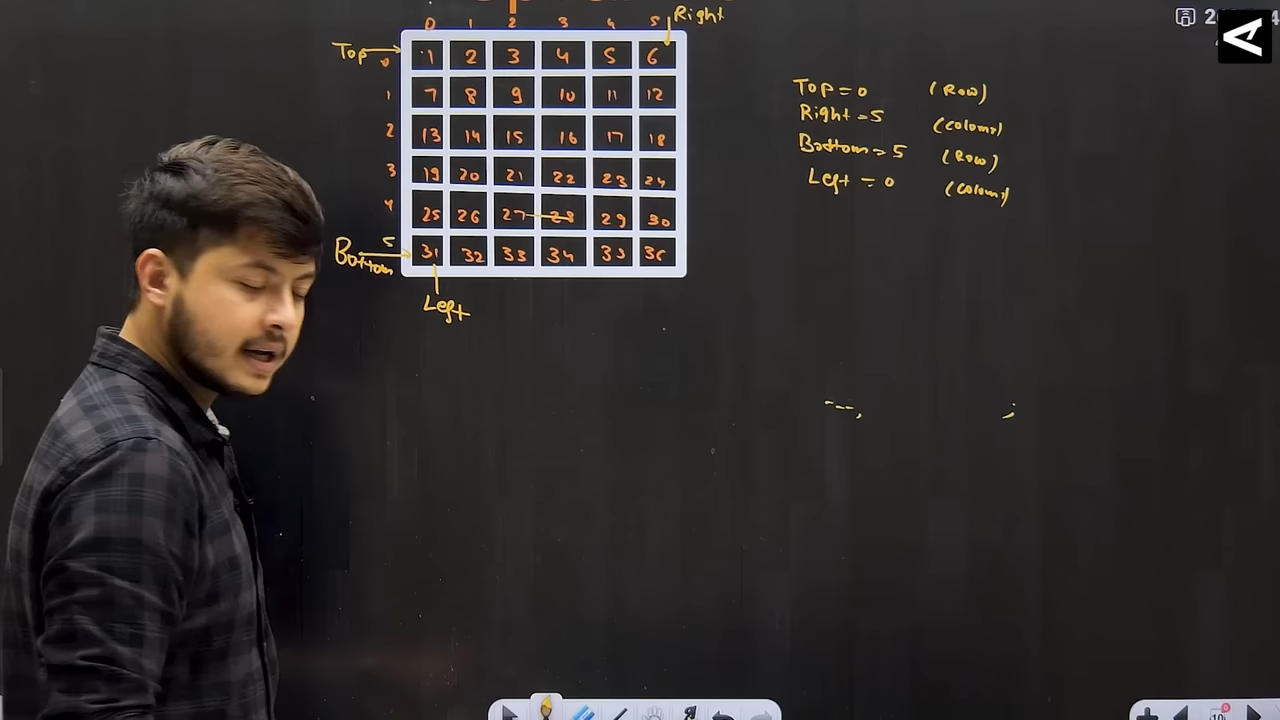 0 1 2 3 4 5 Right
Top
0 1 2 3 4 5 6
1 7 8 9 10 11 12
2 13 14 15 16 17 18
3 19 20 21 22 23 24
4 25 26 27 28 29 30
5 31 32 33 34 35 36
Bottom
Left
Top = 0 (Row)
Right = 5 (Column)
Bottom = 5 (Row)
Left = 0 (Column)
---, ;